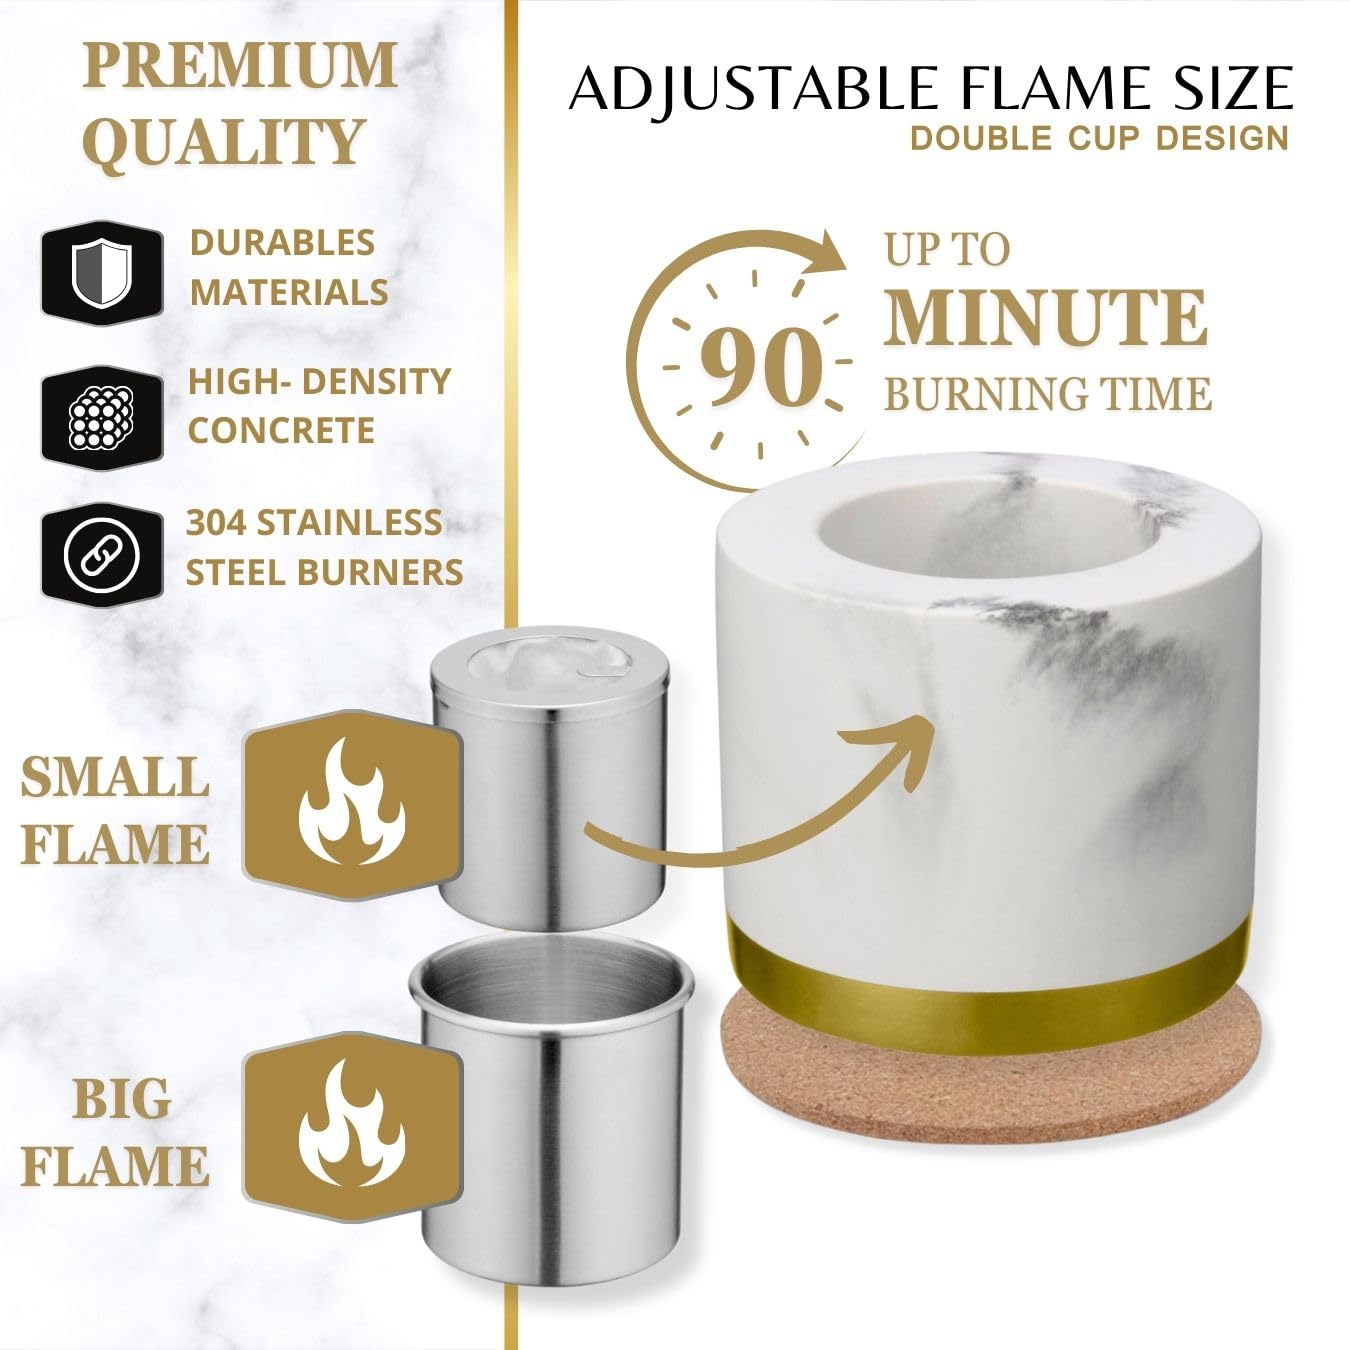 PREMIUM
QUALITY
DURABLES
MATERIALS
HIGH- DENSITY
CONCRETE
304 STAINLESS
STEEL BURNERS
SMALL
FLAME
BIG
FLAME
ADJUSTABLE FLAME SIZE
DOUBLE CUP DESIGN
90
UP TO
MINUTE
BURNING TIME